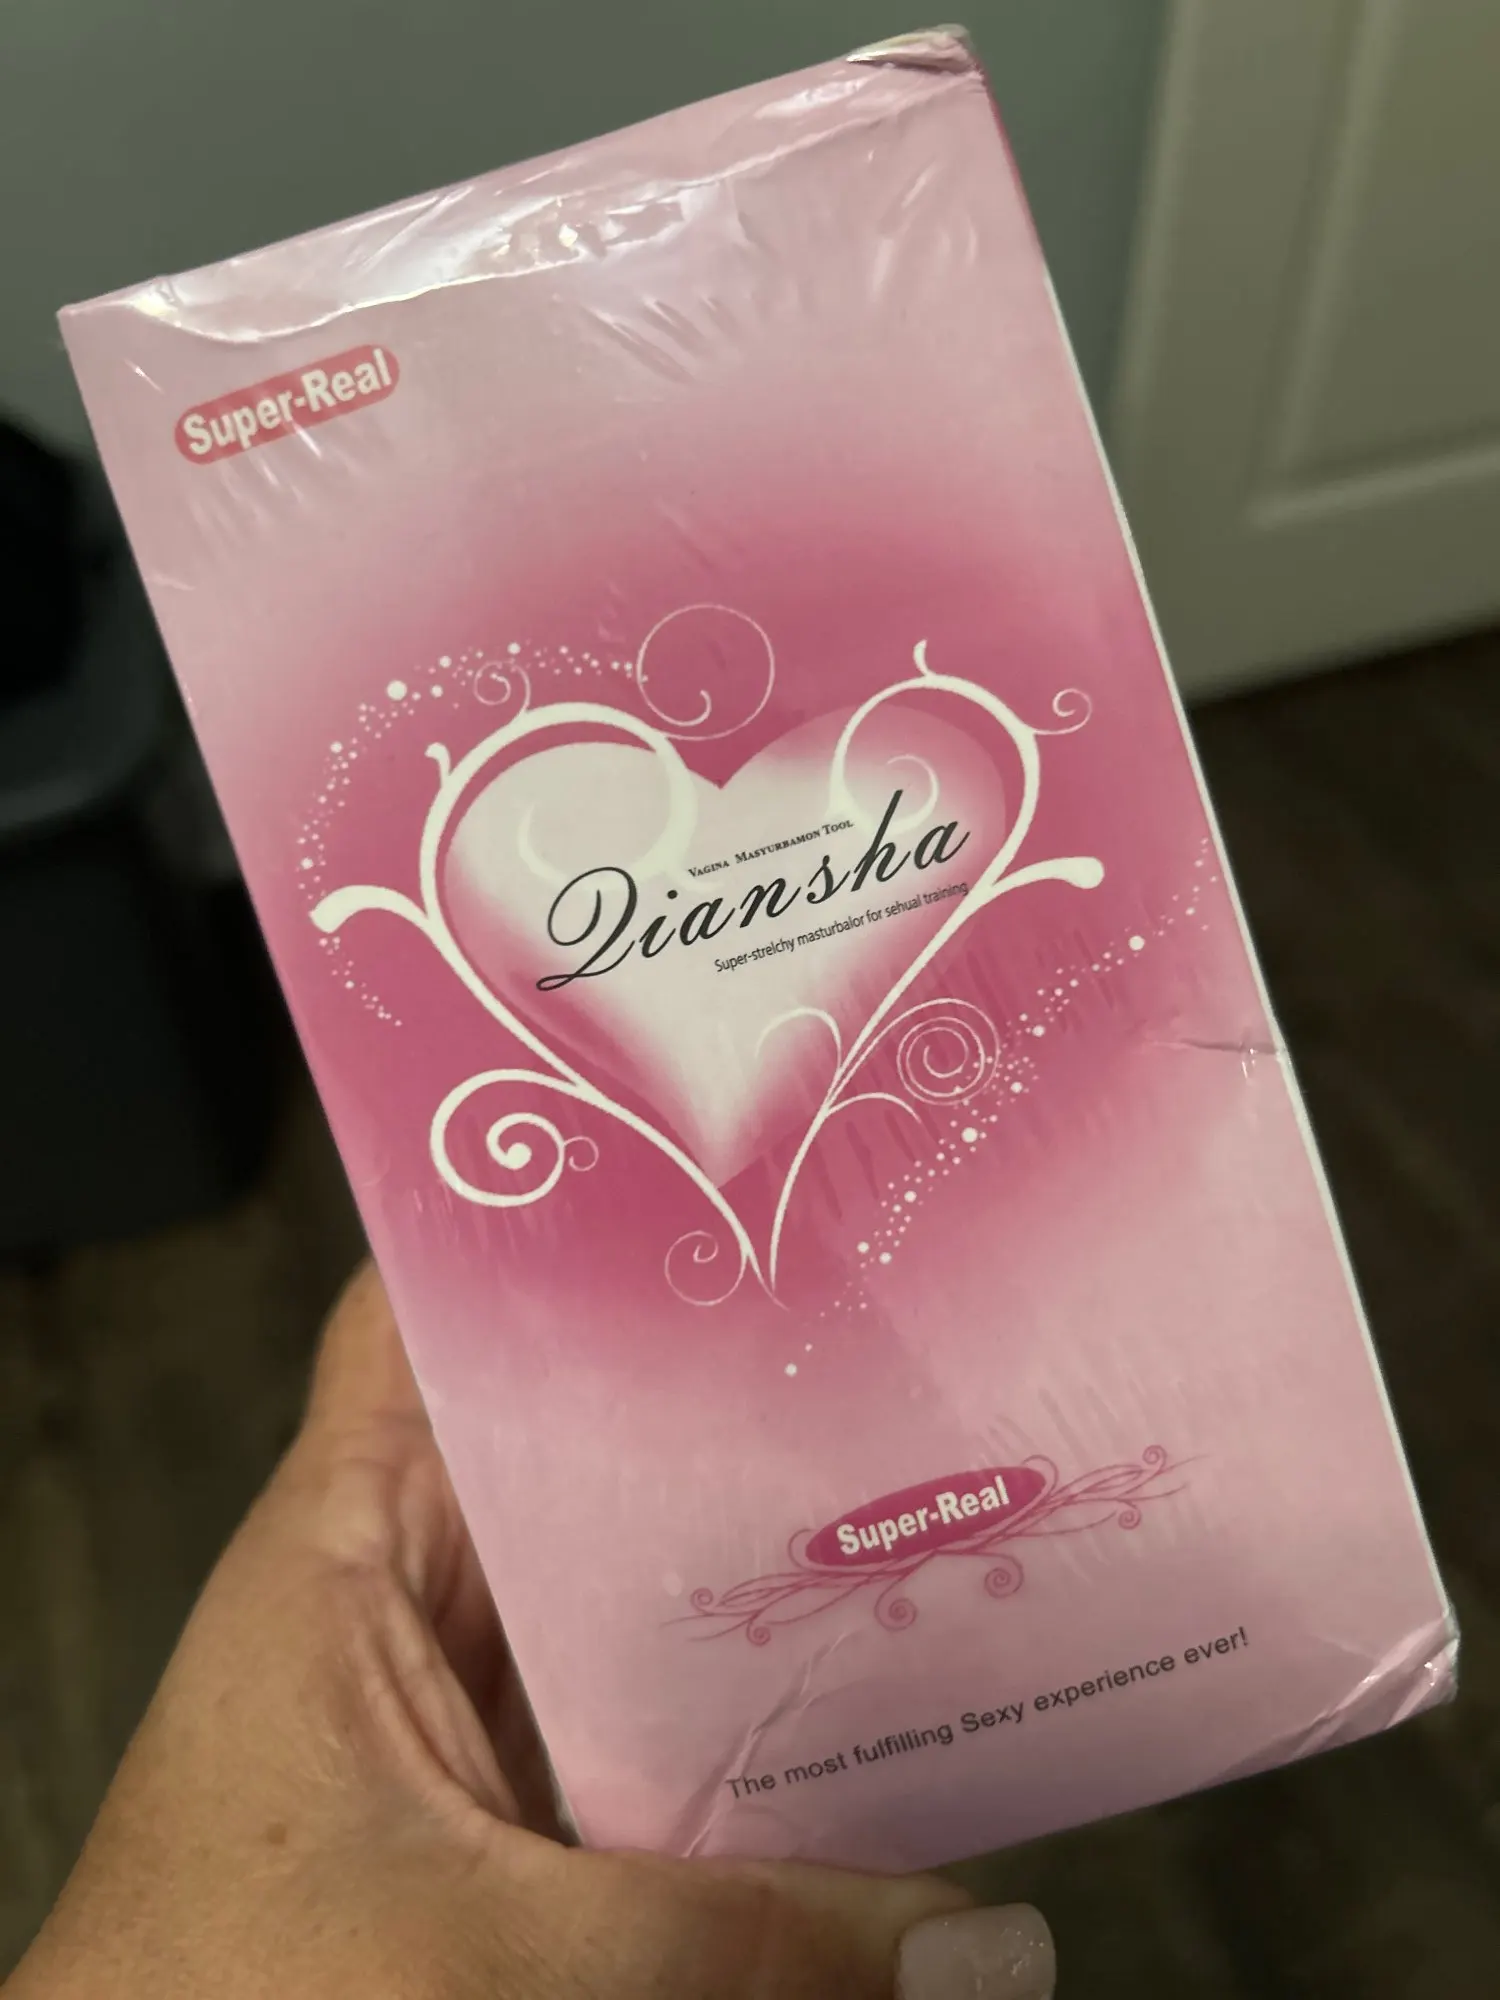 Super-Real
VAGINA MASYURBAMON TOOL
Qiansha
Super-strelchy masturbalor for sehual training
Super-Real
The most fulfilling Sexy experience ever!